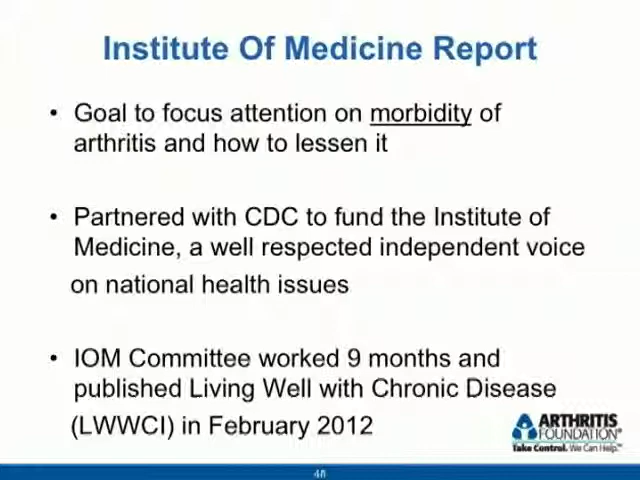 Institute Of Medicine Report
• Goal to focus attention on morbidity of
arthritis and how to lessen it
• Partnered with CDC to fund the Institute of
Medicine, a well respected independent voice
on national health issues
• IOM Committee worked 9 months and
published Living Well with Chronic Disease
(LWWCI) in February 2012
ARTHRITIS
FOUNDATION®
Take Control. We Can Help.™